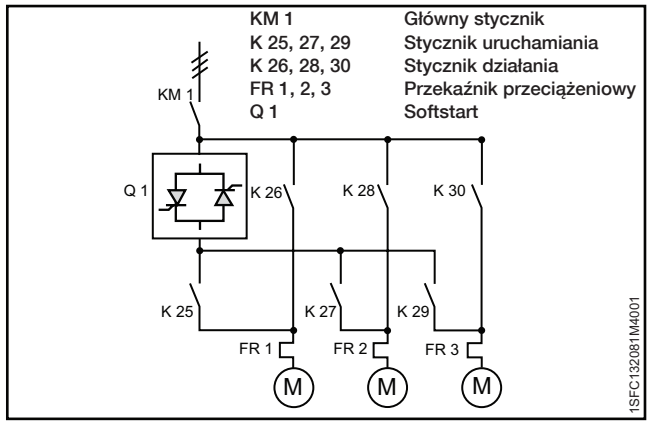 KM 1 Główny stycznik
K 25, 27, 29 Stycznik uruchamiania
K 26, 28, 30 Stycznik działania
FR 1, 2, 3 Przekaźnik przeciążeniowy
Q 1 Softstart
KM 1
Q 1
K 26
K 28
K 30
K 25
K 27
K 29
FR 1
FR 2
FR 3
M
M
M
1SFC132081M4001